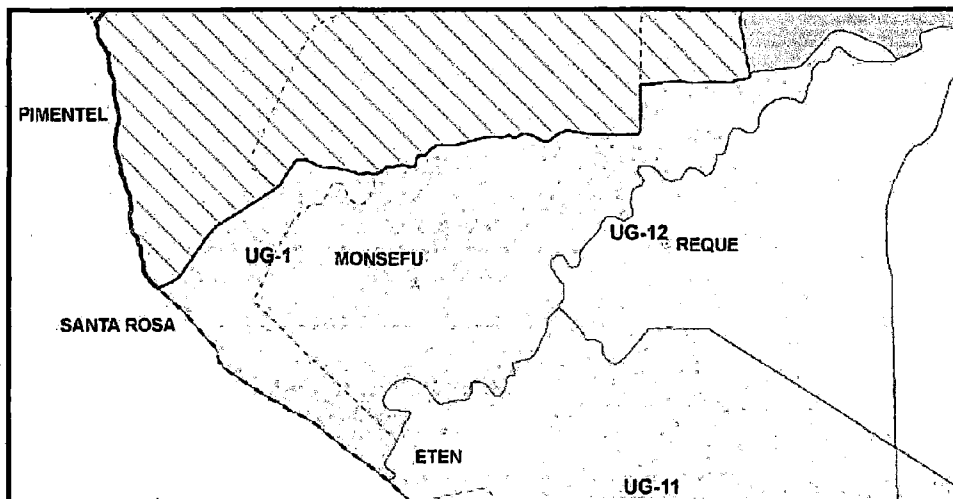 PIMENTEL
UG-12
REQUE
UG-1
MONSEFU
SANTA ROSA
ETEN
UG-11